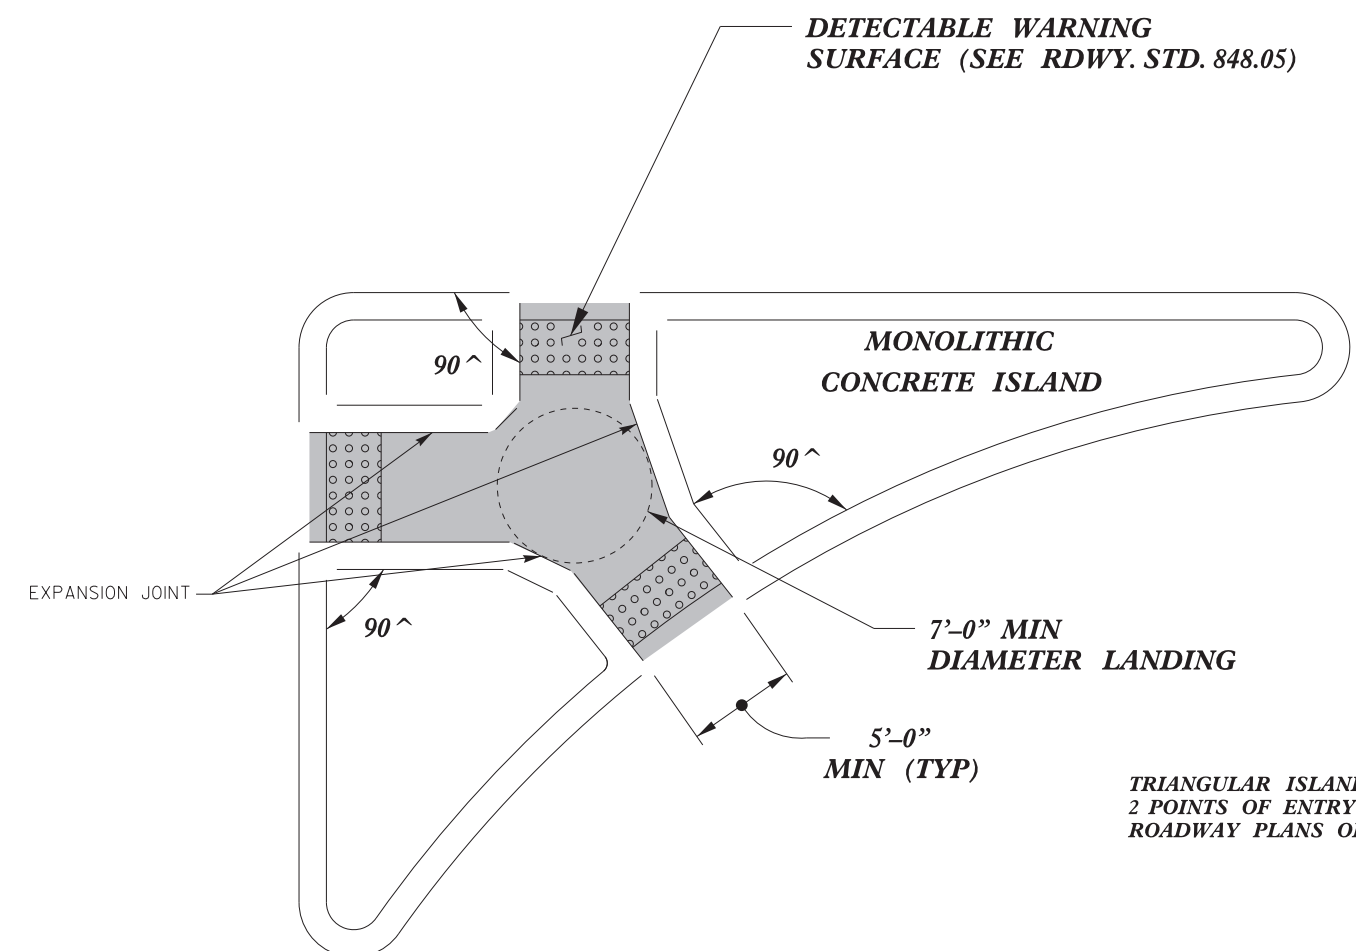 DETECTABLE WARNING
SURFACE (SEE RDWY. STD. 848.05)
MONOLITHIC
CONCRETE ISLAND
90^
90^
EXPANSION JOINT
90^
7'-0" MIN
DIAMETER LANDING
5'-0"
MIN (TYP)
TRIANGULAR
2 POINTS OF ENTRY
ROADWAY PLANS